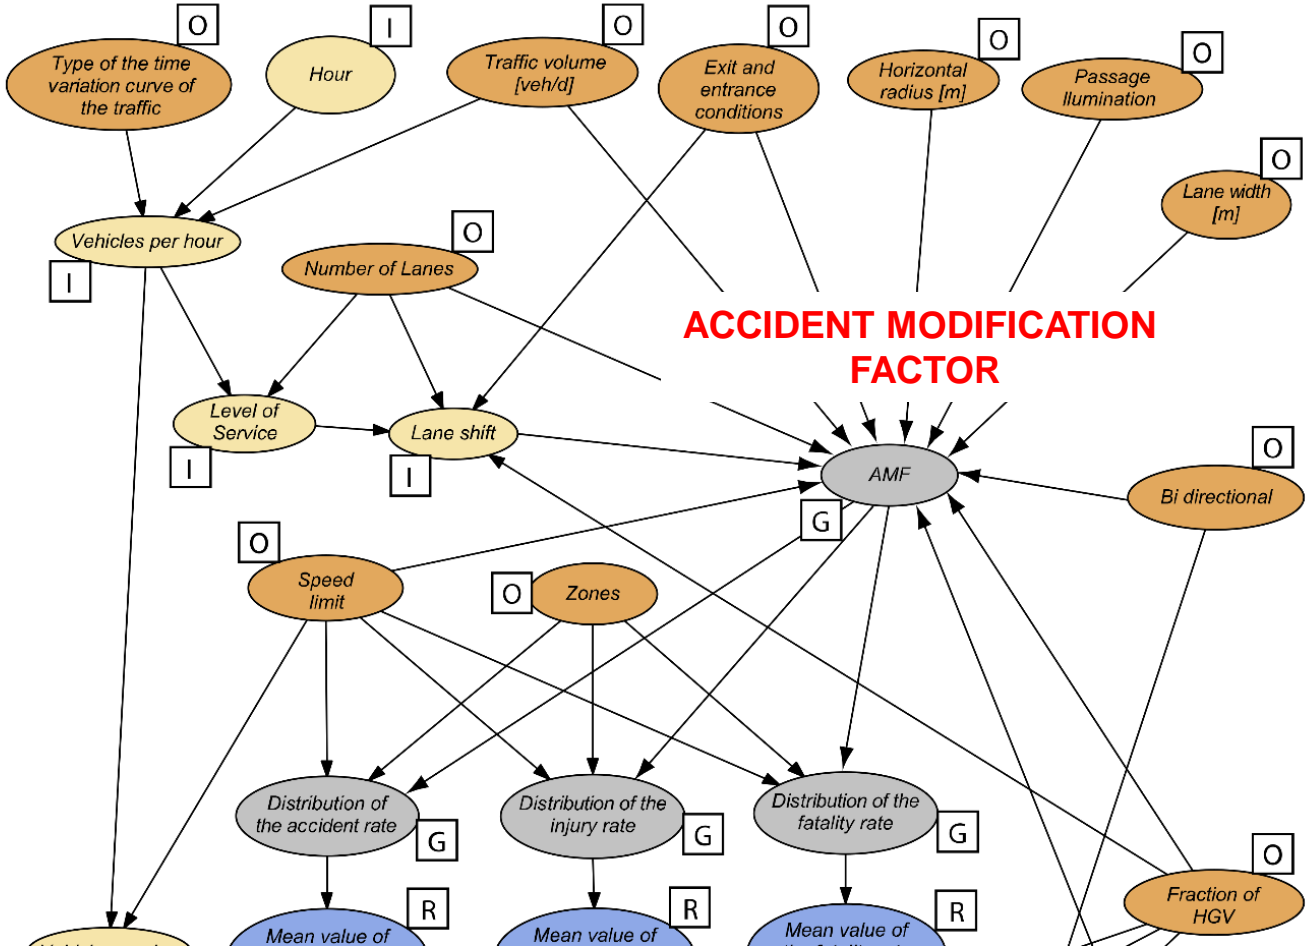 O
I
O
O
O
O
Type of the time
variation curve of
the traffic
Hour
Traffic volume
[veh/d]
Exit and
entrance
conditions
Horizontal
radius [m]
Passage
Ilumination
O
Lane width
[m]
Vehicles per hour
I
O
Number of Lanes
ACCIDENT MODIFICATION
FACTOR
Level of
Service
I
Lane shift
I
AMF
G
O
Bi directional
O
Speed
limit
O
Zones
Distribution of
the accident rate
G
Distribution of the
injury rate
G
Distribution of the
fatality rate
G
O
Fraction of
HGV
R
Mean value of
R
Mean value of
R
Mean value of